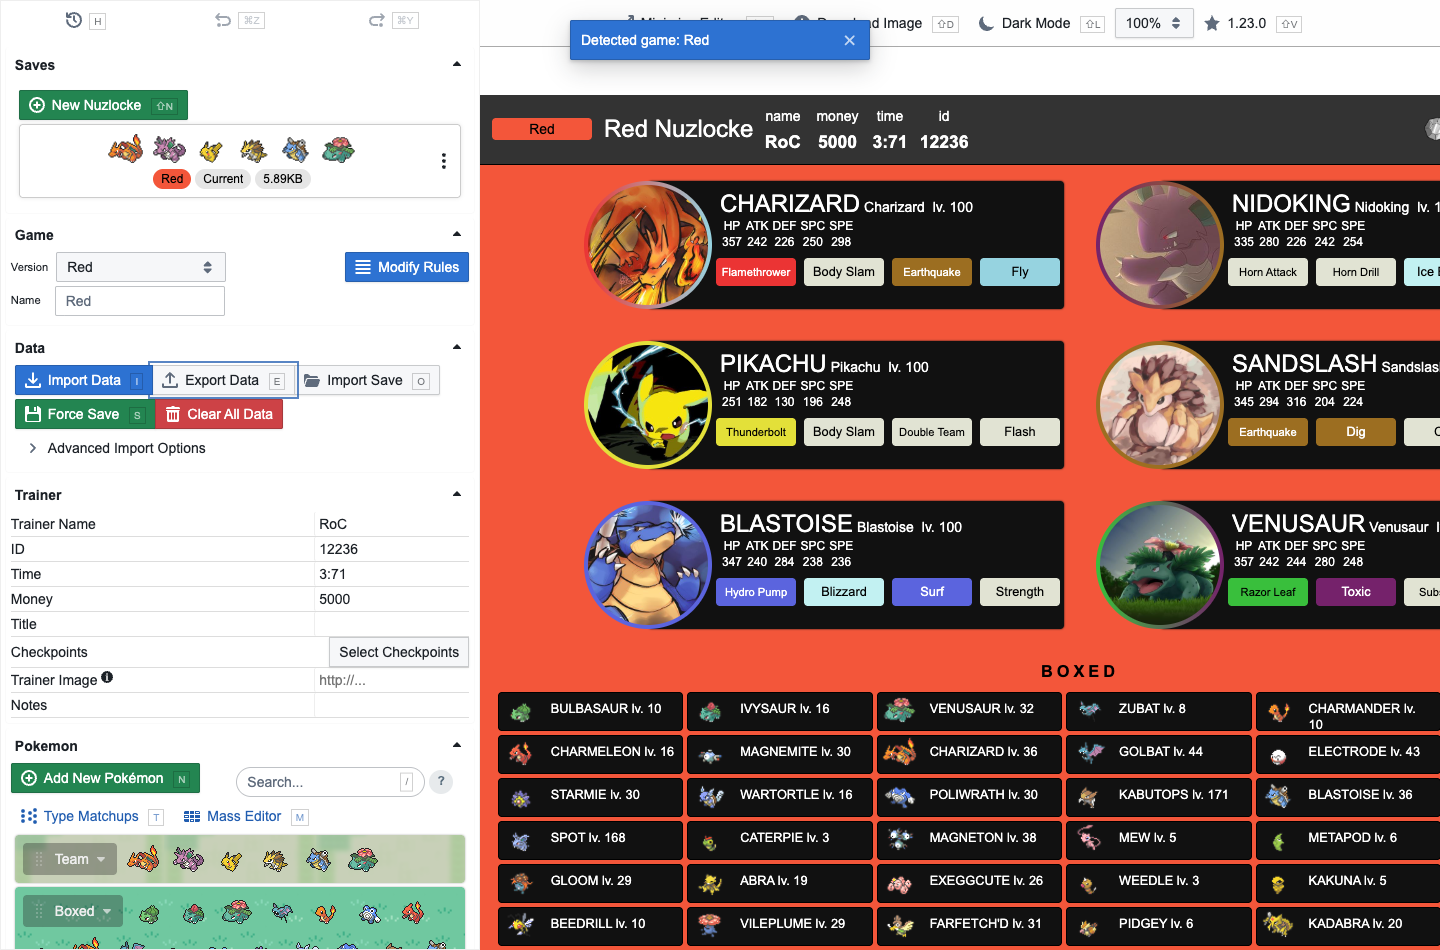 H
⌘Z
⌘Y
Download Image
⇧D
Dark Mode
⇧L
100%
1.23.0
⇧V
Detected game: Red
Saves
New Nuzlocke
⇧N
Red
Current
5.89KB
Game
Version
Red
Modify Rules
Name
Red
Data
Import Data
I
Export Data
E
Import Save
O
Force Save
S
Clear All Data
Advanced Import Options
Trainer
Trainer Name
RoC
ID
12236
Time
3:71
Money
5000
Title
Checkpoints
Select Checkpoints
Trainer Image
http://...
Notes
Pokemon
Add New Pokémon
N
Search...
/
?
Type Matchups
T
Mass Editor
M
Team
Boxed
Red
Red Nuzlocke
name money time id
RoC 5000 3:71 12236
CHARIZARD Charizard lv. 100
HP ATK DEF SPC SPE
357 242 226 250 298
Flamethrower
Body Slam
Earthquake
Fly
NIDOKING Nidoking
HP ATK DEF SPC SPE
335 280 226 242 254
Horn Attack
Horn Drill
Ice
PIKACHU Pikachu lv. 100
HP ATK DEF SPC SPE
251 182 130 196 248
Thunderbolt
Body Slam
Double Team
Flash
SANDSLASH Sandslash
HP ATK DEF SPC SPE
345 294 316 204 224
Earthquake
Dig
BLASTOISE Blastoise lv. 100
HP ATK DEF SPC SPE
347 240 284 238 236
Hydro Pump
Blizzard
Surf
Strength
VENUSAUR Venusaur
HP ATK DEF SPC SPE
357 242 244 280 248
Razor Leaf
Toxic
BOXED
BULBASAUR lv. 10
IVYSAUR lv. 16
VENUSAUR lv. 32
ZUBAT lv. 8
CHARMANDER lv.
10
CHARMELEON lv. 16
MAGNEMITE lv. 30
CHARIZARD lv. 36
GOLBAT lv. 44
ELECTRODE lv. 43
STARMIE lv. 30
WARTORTLE lv. 16
POLIWRATH lv. 30
KABUTOPS lv. 171
BLASTOISE lv. 36
SPOT lv. 168
CATERPIE lv. 3
MAGNETON lv. 38
MEW lv. 5
METAPOD lv. 6
GLOOM lv. 29
ABRA lv. 19
EXEGGCUTE lv. 26
WEEDLE lv. 3
KAKUNA lv. 5
BEEDRILL lv. 10
VILEPLUME lv. 29
FARFETCH'D lv. 31
PIDGEY lv. 6
KADABRA lv. 20